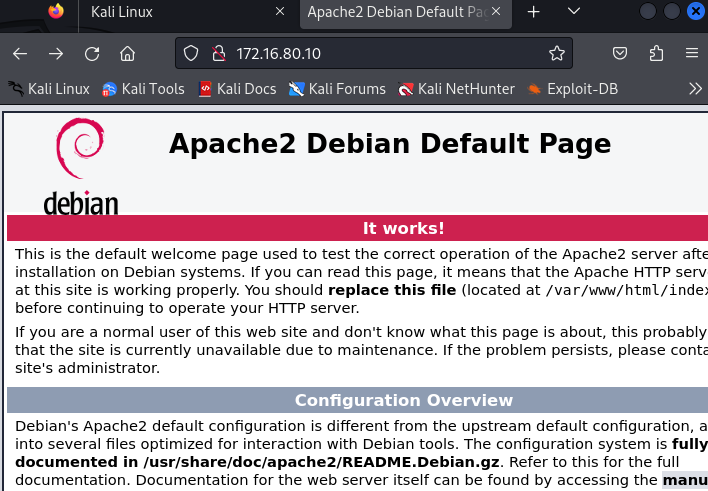 Kali Linux
Apache2 Debian Default Pag
172.16.80.10
Kali Linux Kali Tools Kali Docs Kali Forums Kali NetHunter Exploit-DB
debian
Apache2 Debian Default Page
It works!
This is the default welcome page used to test the correct operation of the Apache2 server afte
installation on Debian systems. If you can read this page, it means that the Apache HTTP serv
at this site is working properly. You should replace this file (located at /var/www/html/index
before continuing to operate your HTTP server.
If you are a normal user of this web site and don't know what this page is about, this probably
that the site is currently unavailable due to maintenance. If the problem persists, please conta
site's administrator.
Configuration Overview
Debian's Apache2 default configuration is different from the upstream default configuration, a
into several files optimized for interaction with Debian tools. The configuration system is fully
documented in /usr/share/doc/apache2/README.Debian.gz. Refer to this for the full
documentation. Documentation for the web server itself can be found by accessing the manu